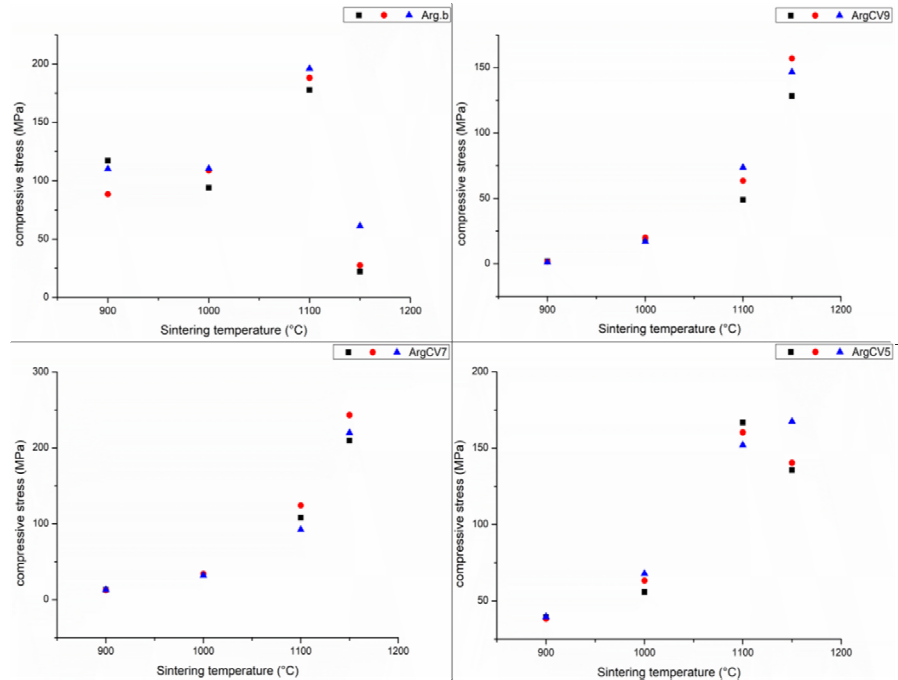 Arg.b
200
150
100
50
0
compressive stress (MPa)
900 1000 1100 1200
Sintering temperature (°C)
ArgCV9
150
100
50
0
compressive stress (MPa)
900 1000 1100 1200
Sintering temperature (°C)
ArgCV7
300
200
100
0
compressive stress (MPa)
900 1000 1100 1200
Sintering temperature (°C)
ArgCV5
200
150
100
50
compressive stress (MPa)
900 1000 1100 1200
Sintering temperature (°C)